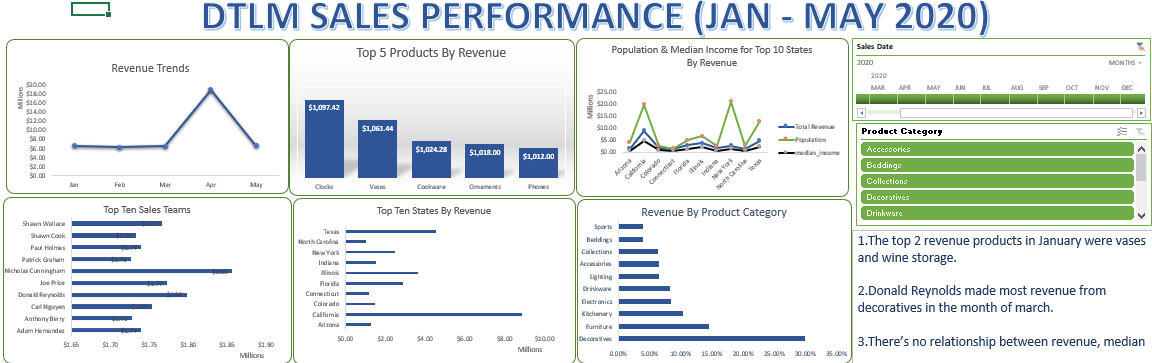 DTLM SALES PERFORMANCE (JAN - MAY 2020)
Revenue Trends
Millions
$20.00
$18.00
$16.00
$14.00
$12.00
$10.00
$8.00
$6.00
$4.00
$2.00
$0.00
Jan Feb Mar Apr May
Top 5 Products By Revenue
$1,097.42
$1,061.44
$1,024.28
$1,018.00
$1,012.00
Clocks Vases Cookware Ornaments Phones
Population & Median Income for Top 10 States
By Revenue
Millions
$25.00
$20.00
$15.00
$10.00
$5.00
$0.00
Arizona
California
Colorado
Connecticut
Florida
Illinois
Indiana
New York
North Carolina
Texas
Total Revenue
Population
median_income
Sales Date
2020
MONTHS
2020
MAR APR MAY JUN JUL AUG SEP OCT NOV DEC
Product Category
Accessories
Beddings
Collections
Decoratives
Drinkware
Top Ten Sales Teams
Shawn Wallace
Shawn Cook
Paul Holmes
Patrick Graham
Nicholas Cunningham
Joe Price
Donald Reynolds
Carl Nguyen
Anthony Berry
Adam Hernandez
$1.65 $1.70 $1.75 $1.80 $1.85 $1.90
Millions
Top Ten States By Revenue
Texas
North Carolina
New York
Indiana
Illinois
Florida
Connecticut
Colorado
California
Arizona
$0.00 $2.00 $4.00 $6.00 $8.00 $10.00
Millions
Revenue By Product Category
Sports
Beddings
Collections
Accessories
Lighting
Drinkware
Electronics
Kitchenery
Furniture
Decoratives
0.00% 5.00% 10.00% 15.00% 20.00% 25.00% 30.00% 35.00%
1.The top 2 revenue products in January were vases
and wine storage.
2.Donald Reynolds made most revenue from
decoratives in the month of march.
3.There's no relationship between revenue, median